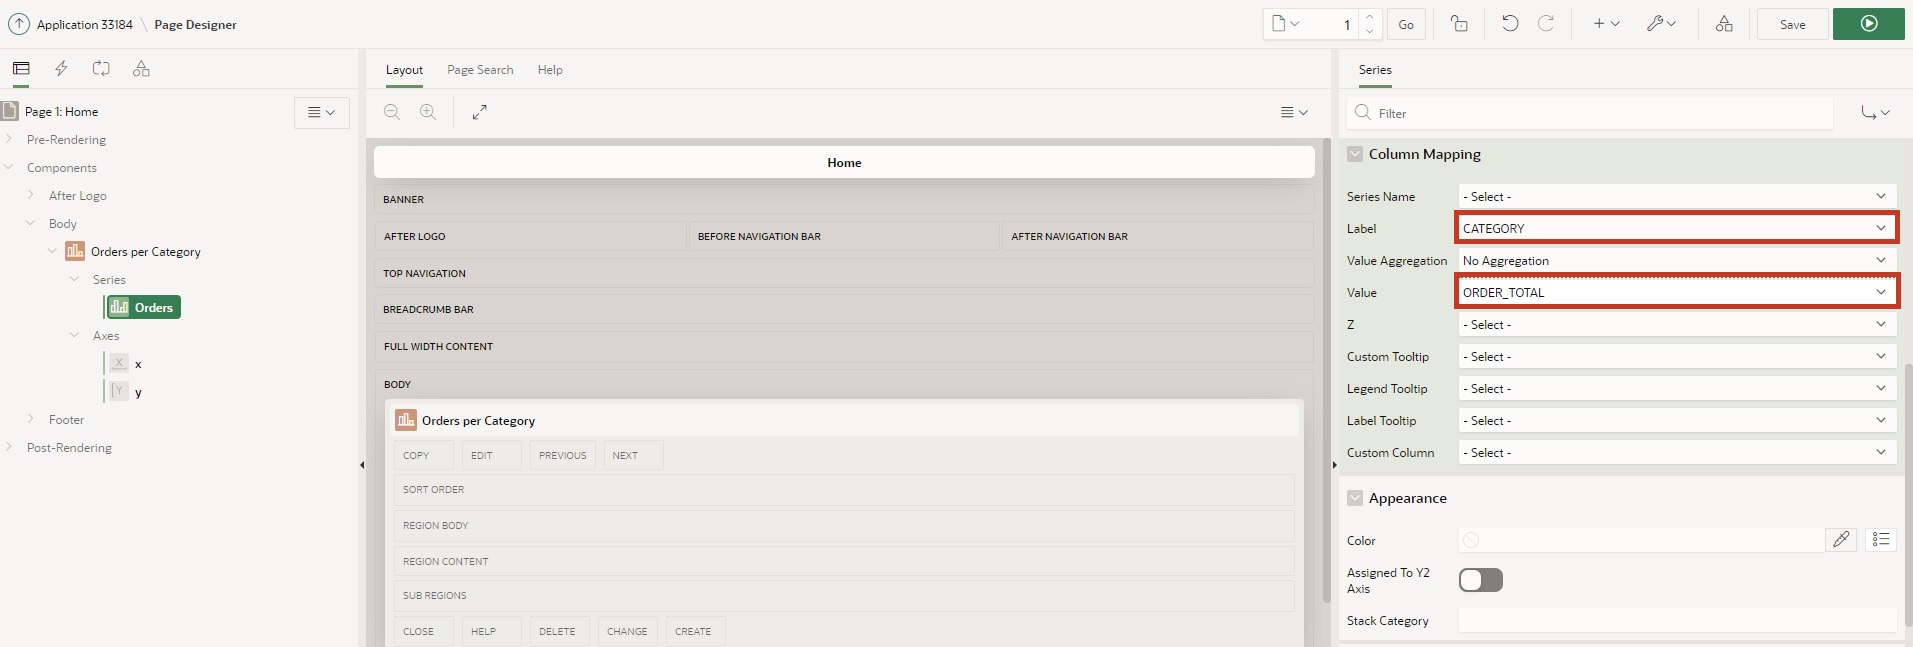 Application 33184 \ Page Designer
1 Go Save
Page 1: Home
Pre-Rendering
Components
After Logo
Body
Orders per Category
Series
Orders
Axes
X x
Y y
Footer
Post-Rendering
Layout Page Search Help
Home
BANNER
AFTER LOGO BEFORE NAVIGATION BAR AFTER NAVIGATION BAR
TOP NAVIGATION
BREADCRUMB BAR
FULL WIDTH CONTENT
BODY
Orders per Category
COPY EDIT PREVIOUS NEXT
SORT ORDER
REGION BODY
REGION CONTENT
SUB REGIONS
CLOSE HELP DELETE CHANGE CREATE
Series
Filter
Column Mapping
Series Name - Select -
Label CATEGORY
Value Aggregation No Aggregation
Value ORDER_TOTAL
Z - Select -
Custom Tooltip - Select -
Legend Tooltip - Select -
Label Tooltip - Select -
Custom Column - Select -
Appearance
Color
Assigned To Y2
Axis
Stack Category